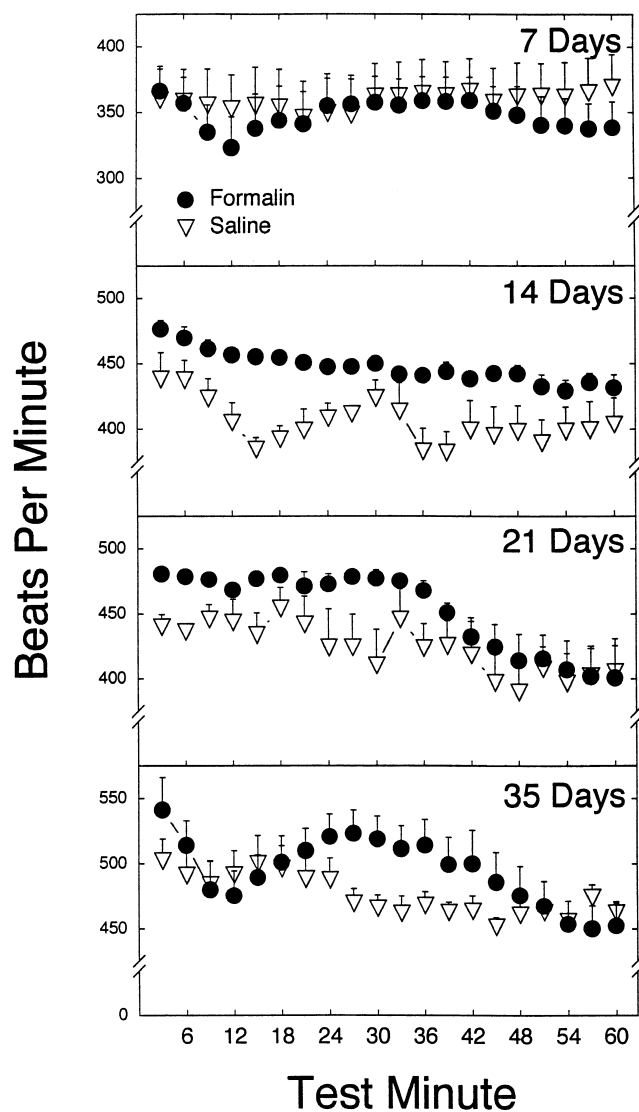 7 Days
400
350
300
Formalin
Saline
14 Days
500
450
400
21 Days
500
450
400
35 Days
550
500
450
0
6 12 18 24 30 36 42 48 54 60
Test Minute
Beats Per Minute